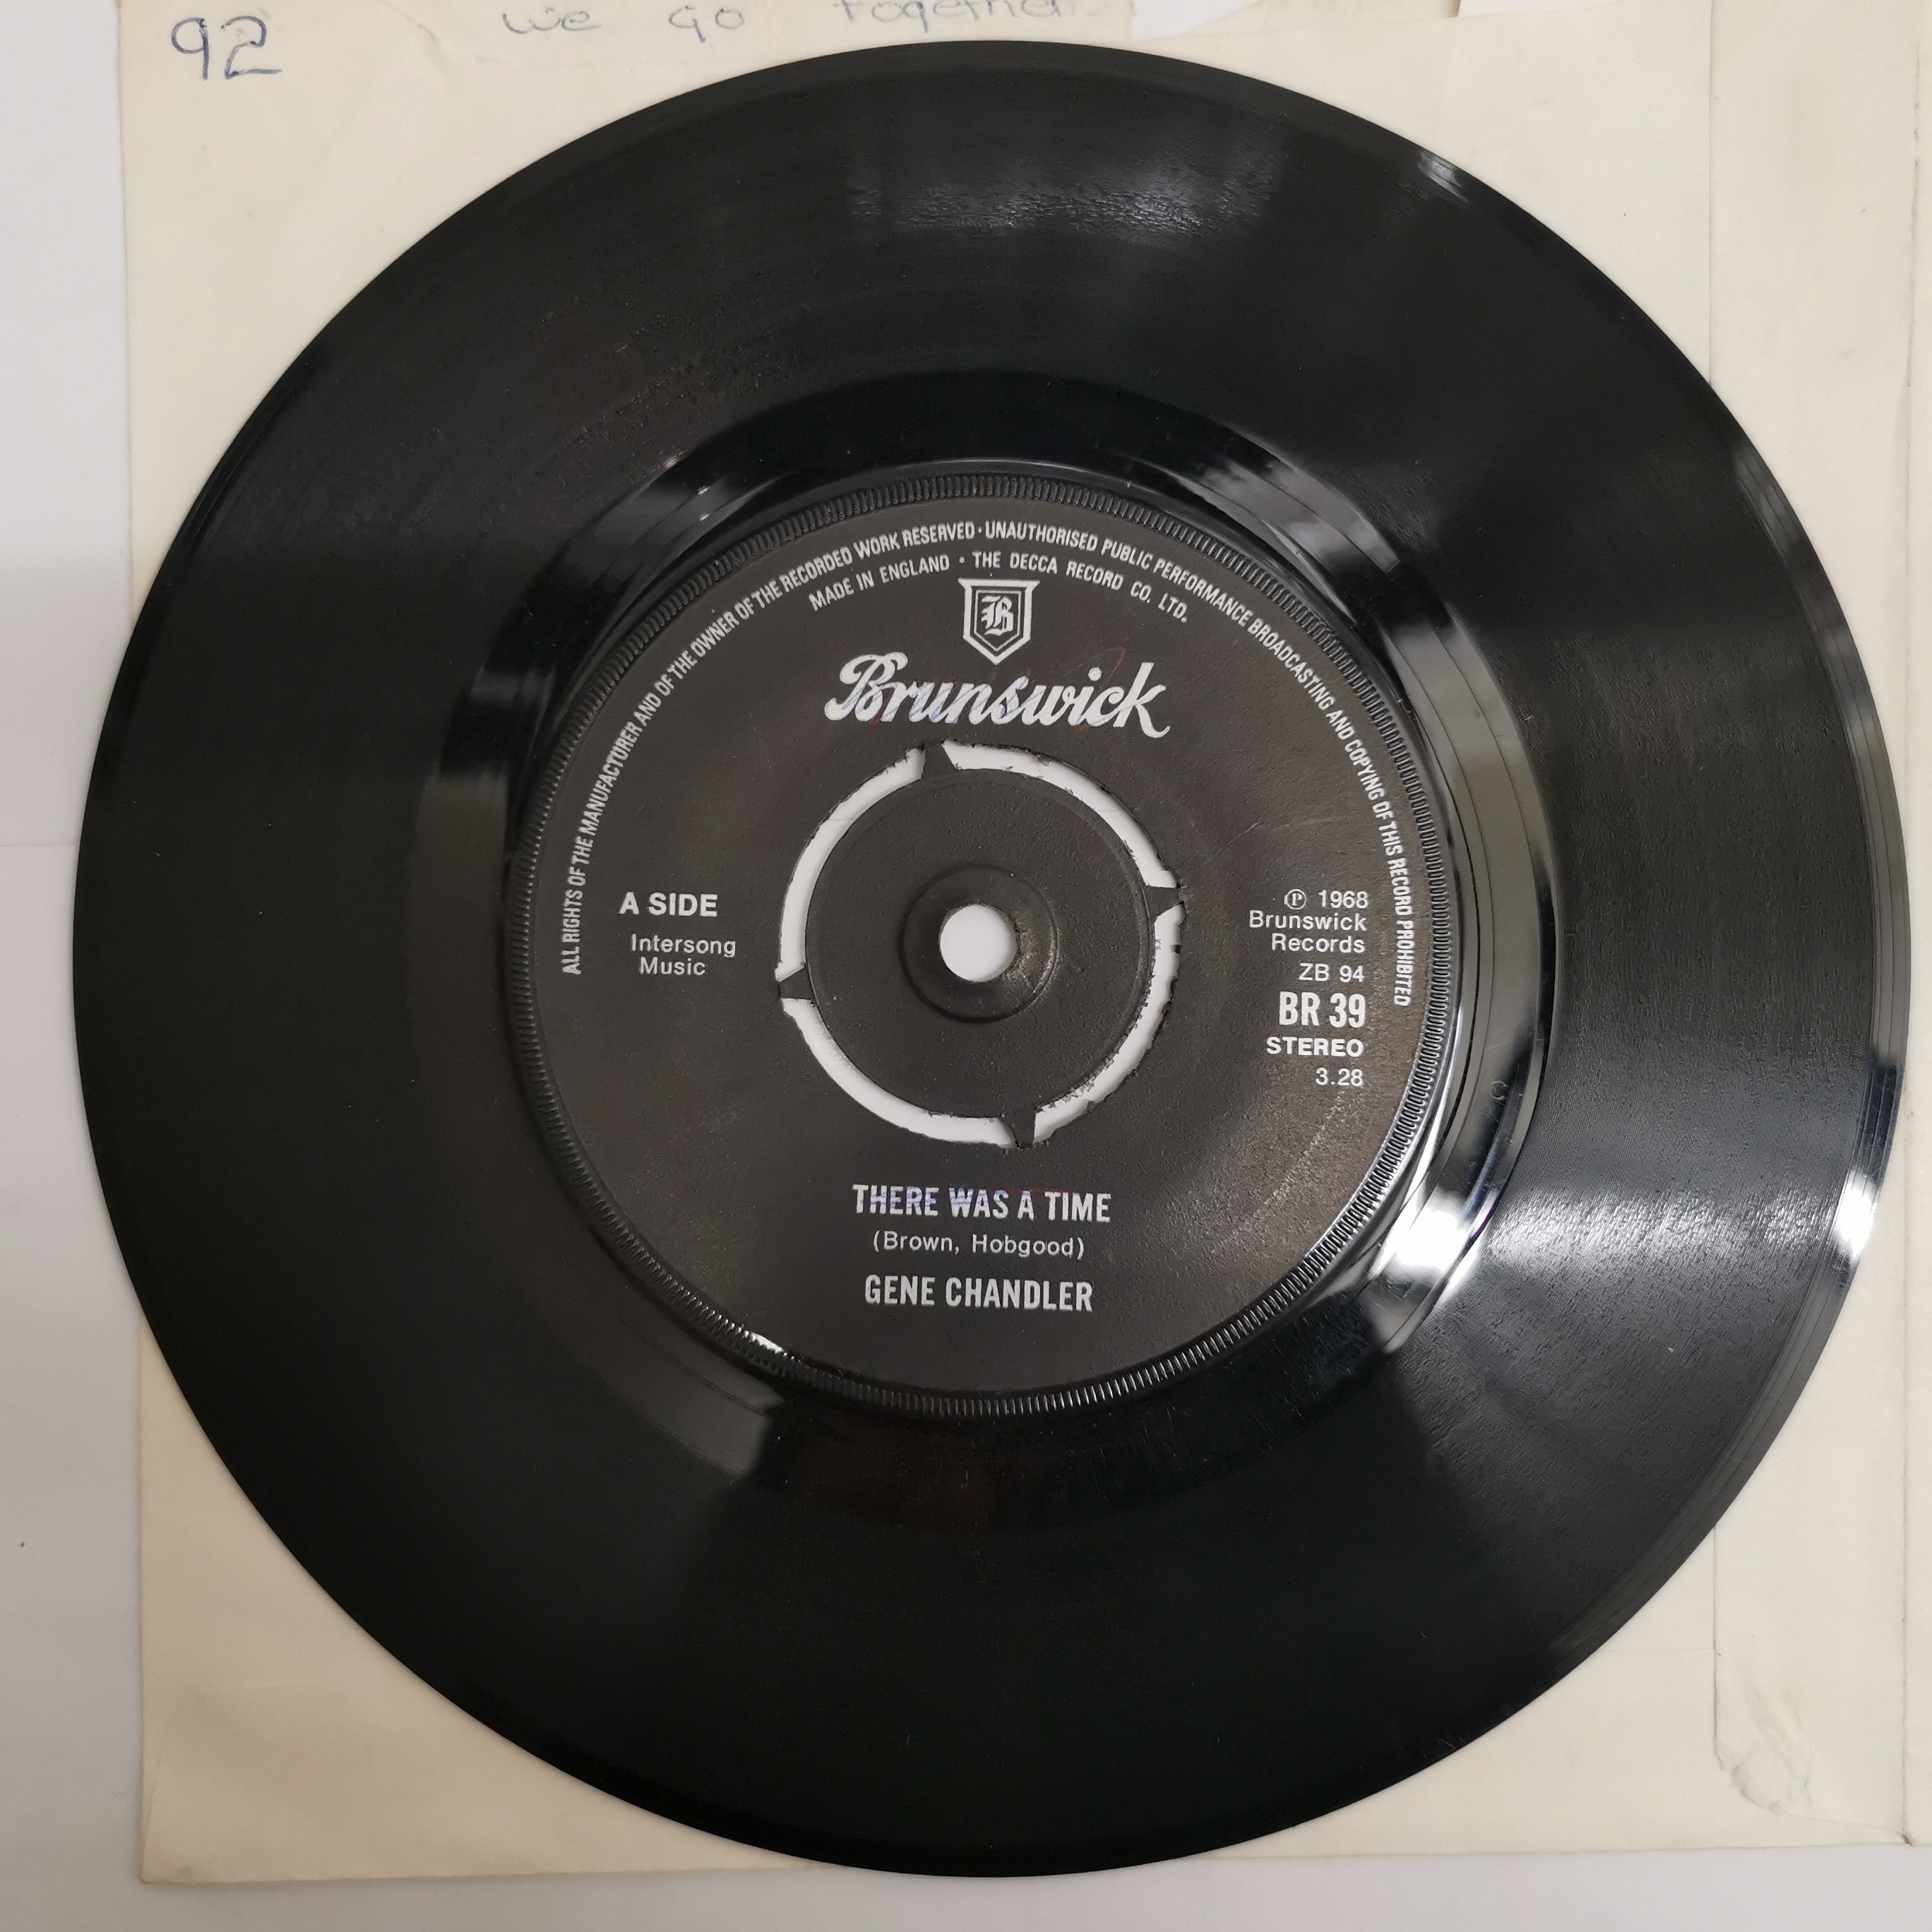 92
we go together
ALL RIGHTS OF THE MANUFACTURER AND OF THE OWNER OF THE RECORDED WORK RESERVED · UNAUTHORISED PUBLIC PERFORMANCE BROADCASTING AND COPYING OF THIS RECORD PROHIBITED
MADE IN ENGLAND · THE DECCA RECORD CO. LTD.
B
Brunswick
A SIDE
Intersong
Music
℗ 1968
Brunswick
Records
ZB 94
BR 39
STEREO
3.28
THERE WAS A TIME
(Brown, Hobgood)
GENE CHANDLER